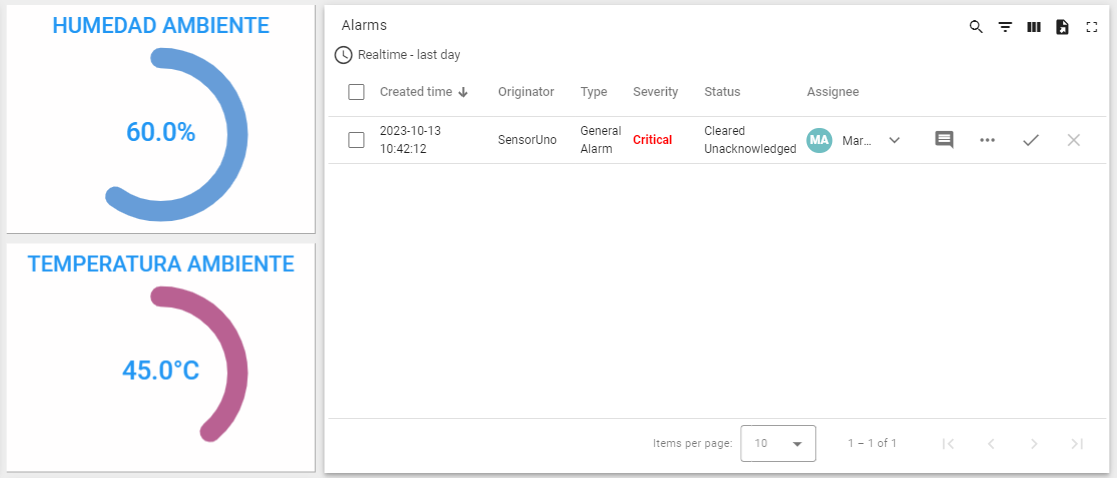 HUMEDAD AMBIENTE
60.0%
TEMPERATURA AMBIENTE
45.0°C
Alarms
Realtime - last day
Created time Originator Type Severity Status Assignee
2023-10-13
10:42:12
SensorUno
General
Alarm
Critical
Cleared
Unacknowledged
MA Mar...
Items per page: 10 1 – 1 of 1